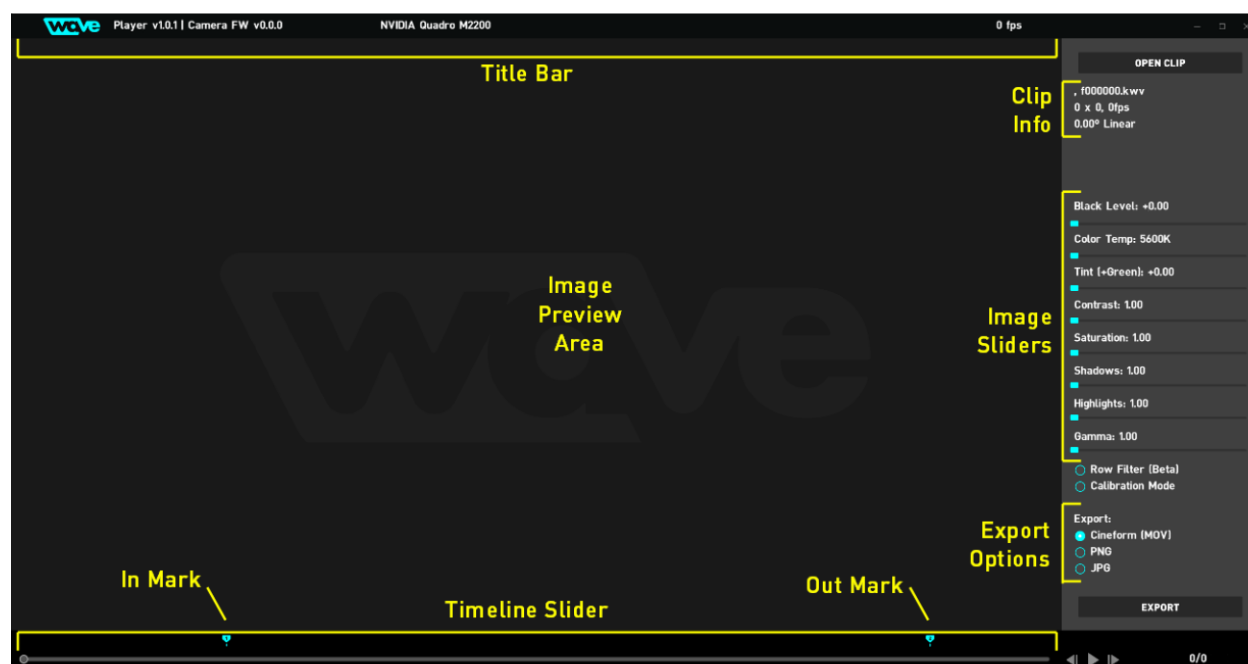 wave Player v1.0.1 | Camera FW v0.0.0 NVIDIA Quadro M2200 0 fps
Title Bar
OPEN CLIP
Clip
Info
, f000000.kwv
0 x 0, 0fps
0.00° Linear
Image
Preview
Area
wave
Image
Sliders
Black Level: +0.00
Color Temp: 5600K
Tint (+Green): +0.00
Contrast: 1.00
Saturation: 1.00
Shadows: 1.00
Highlights: 1.00
Gamma: 1.00
Row Filter (Beta)
Calibration Mode
Export
Options
Export:
Cineform (MOV)
PNG
JPG
In Mark
Timeline Slider
Out Mark
EXPORT
0/0